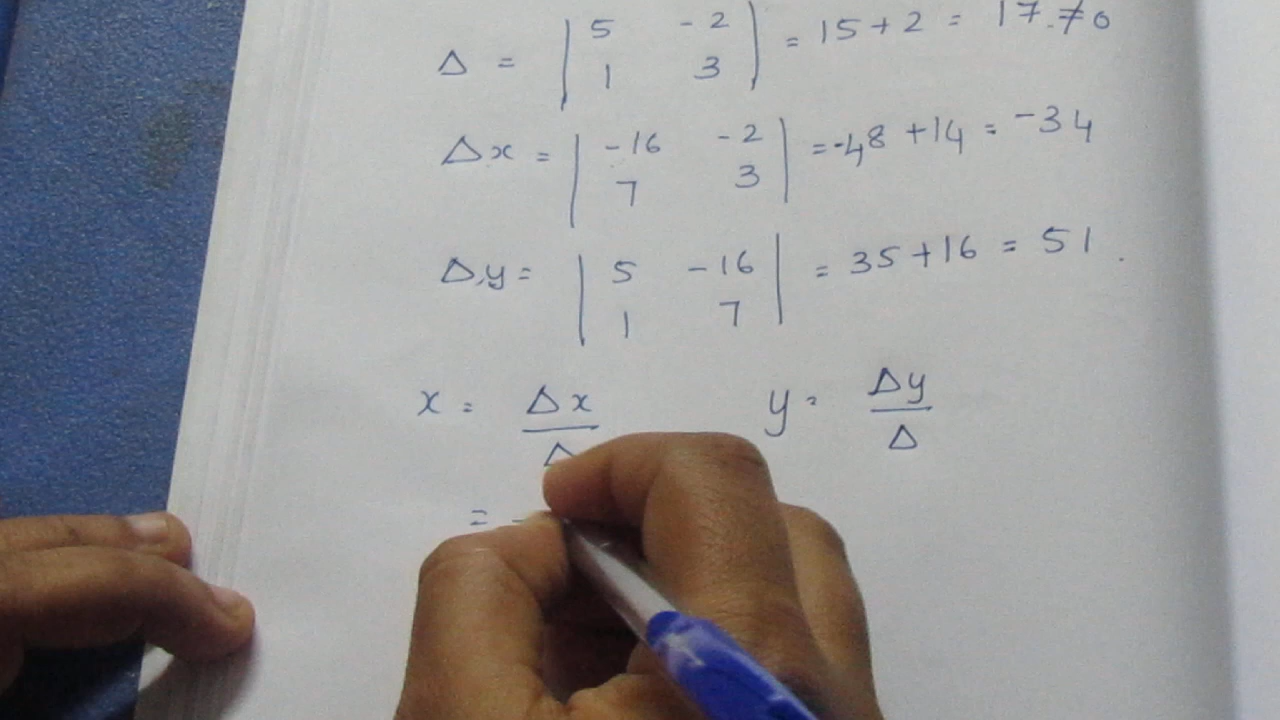 Δ = | 5 -2 | = 15 + 2 = 17 ≠ 0
| 1 3 |
Δx = | -16 -2 | = -48 + 14 = -34
| 7 3 |
Δy = | 5 -16 | = 35 + 16 = 51 .
| 1 7 |
x = Δx / Δ y = Δy / Δ
= -